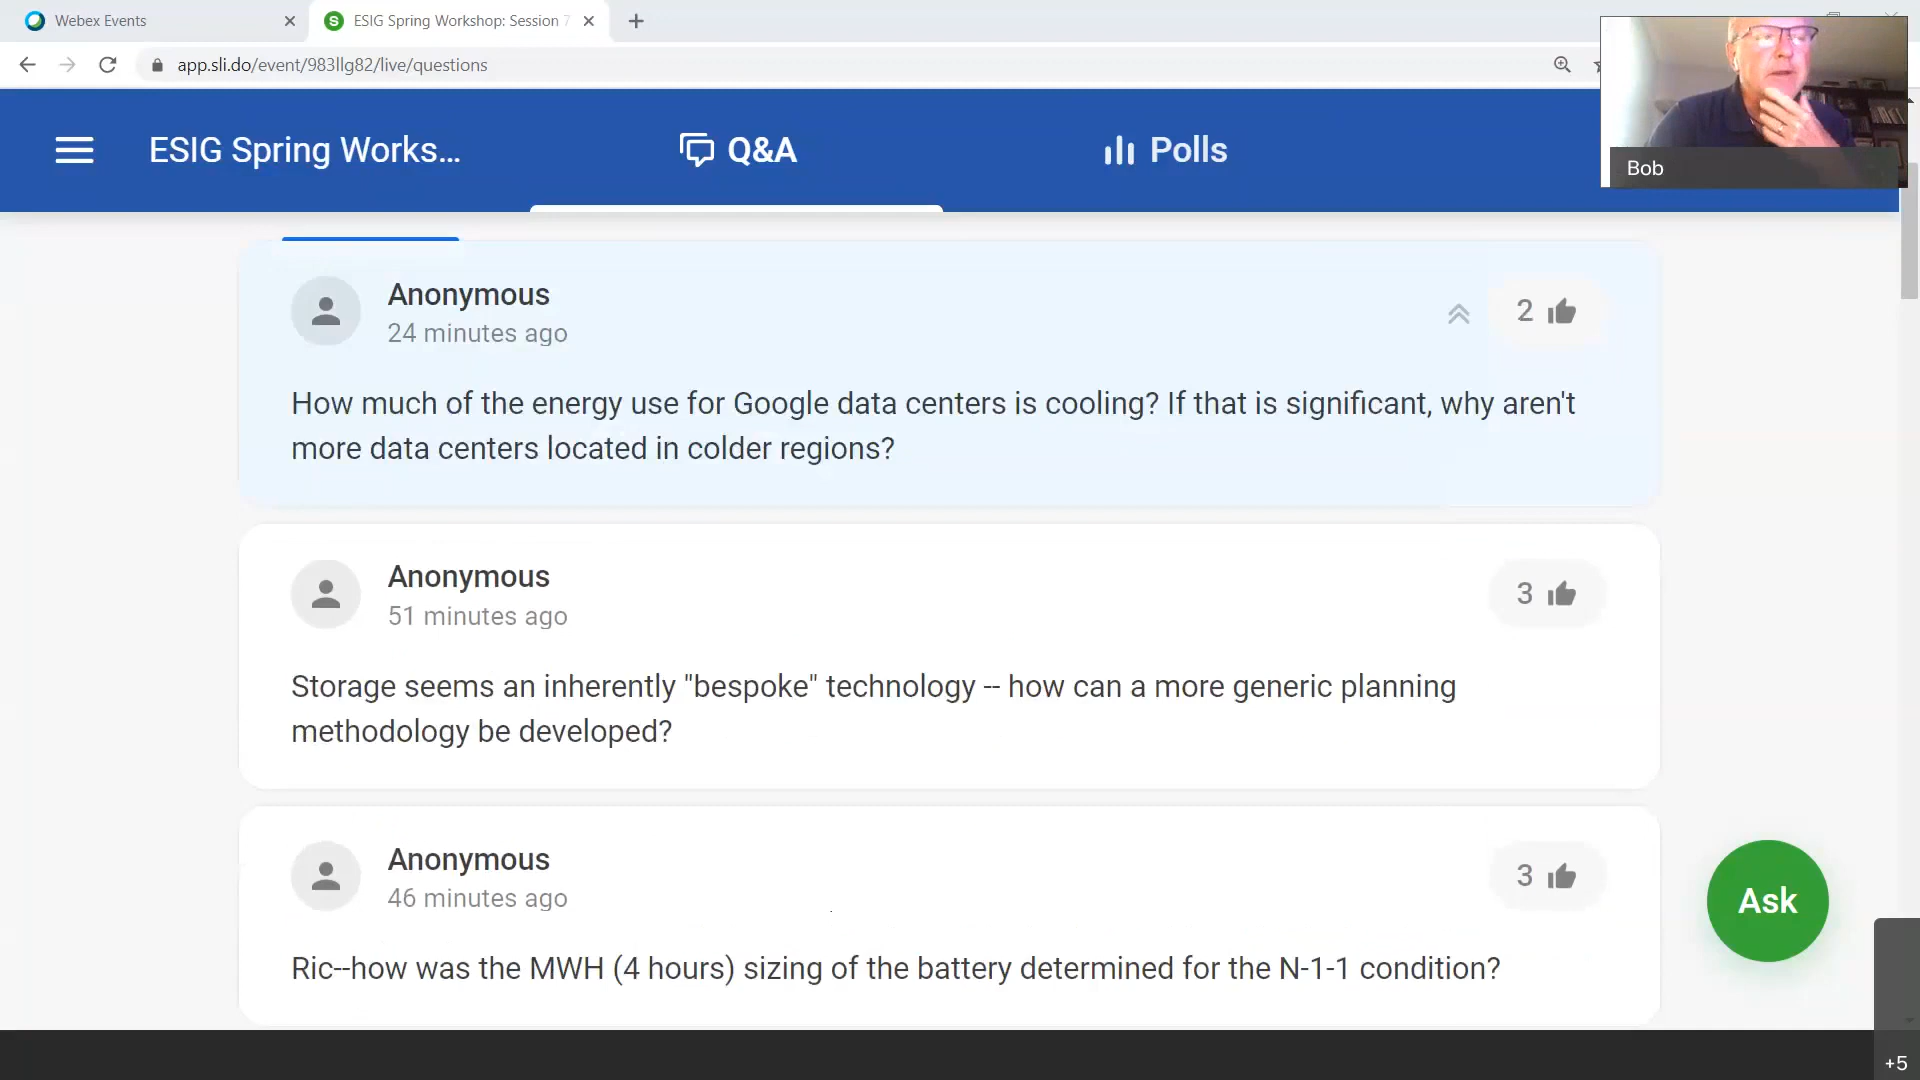 Webex Events
S ESIG Spring Workshop: Session 7
app.sli.do/event/983llg82/live/questions
ESIG Spring Works...
Q&A
Polls
Bob
Anonymous
24 minutes ago
2
How much of the energy use for Google data centers is cooling? If that is significant, why aren't
more data centers located in colder regions?
Anonymous
51 minutes ago
3
Storage seems an inherently "bespoke" technology -- how can a more generic planning
methodology be developed?
Anonymous
46 minutes ago
3
Ric--how was the MWH (4 hours) sizing of the battery determined for the N-1-1 condition?
Ask
+5